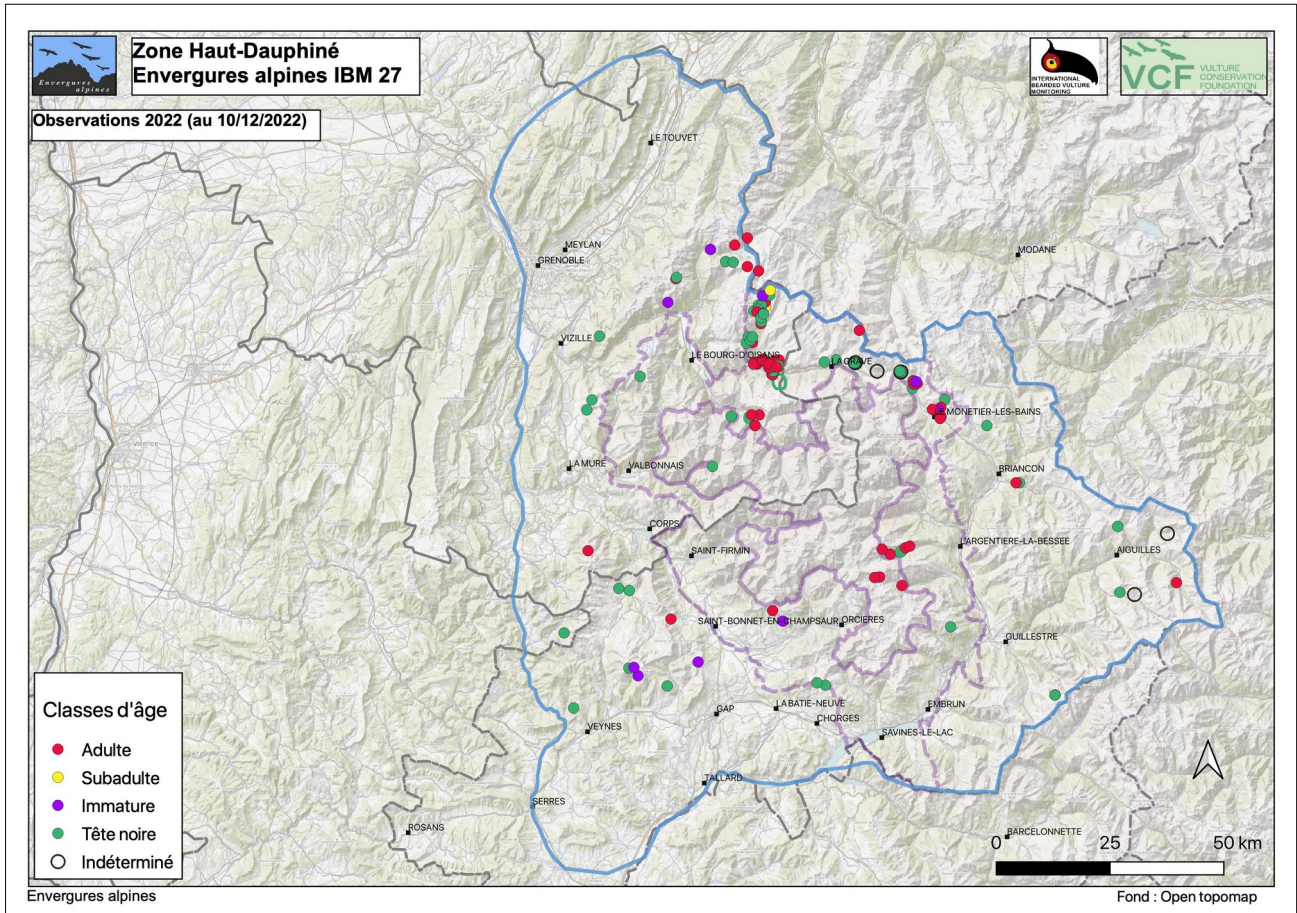 Zone Haut-Dauphiné
Envergures alpines IBM 27
Envergures
alpines
INTERNATIONAL
BEARDED VULTURE
MONITORING
VCF
VULTURE
CONSERVATION
FOUNDATION
Observations 2022 (au 10/12/2022)
LE TOUVET
MEYLAN
GRENOBLE
MODANE
VIZILLE
LE BOURG-D'OISANS
LA GRAVE
LE MONETIER-LES-BAINS
Valence
LA MURE
VALBONNAIS
BRIANCON
CORPS
SAINT-FIRMIN
L'ARGENTIERE-LA-BESSEE
AIGUILLES
SAINT-BONNET-EN-CHAMPSAUR
ORCIERES
GUILLESTRE
GAP
LA BATIE-NEUVE
EMBRUN
CHORGES
VEYNES
SAVINES-LE-LAC
TALLARD
SERRES
ROSANS
BARCELONNETTE
Classes d'âge
Adulte
Subadulte
Immature
Tête noire
Indéterminé
0 25 50 km
Envergures alpines
Fond : Open topomap